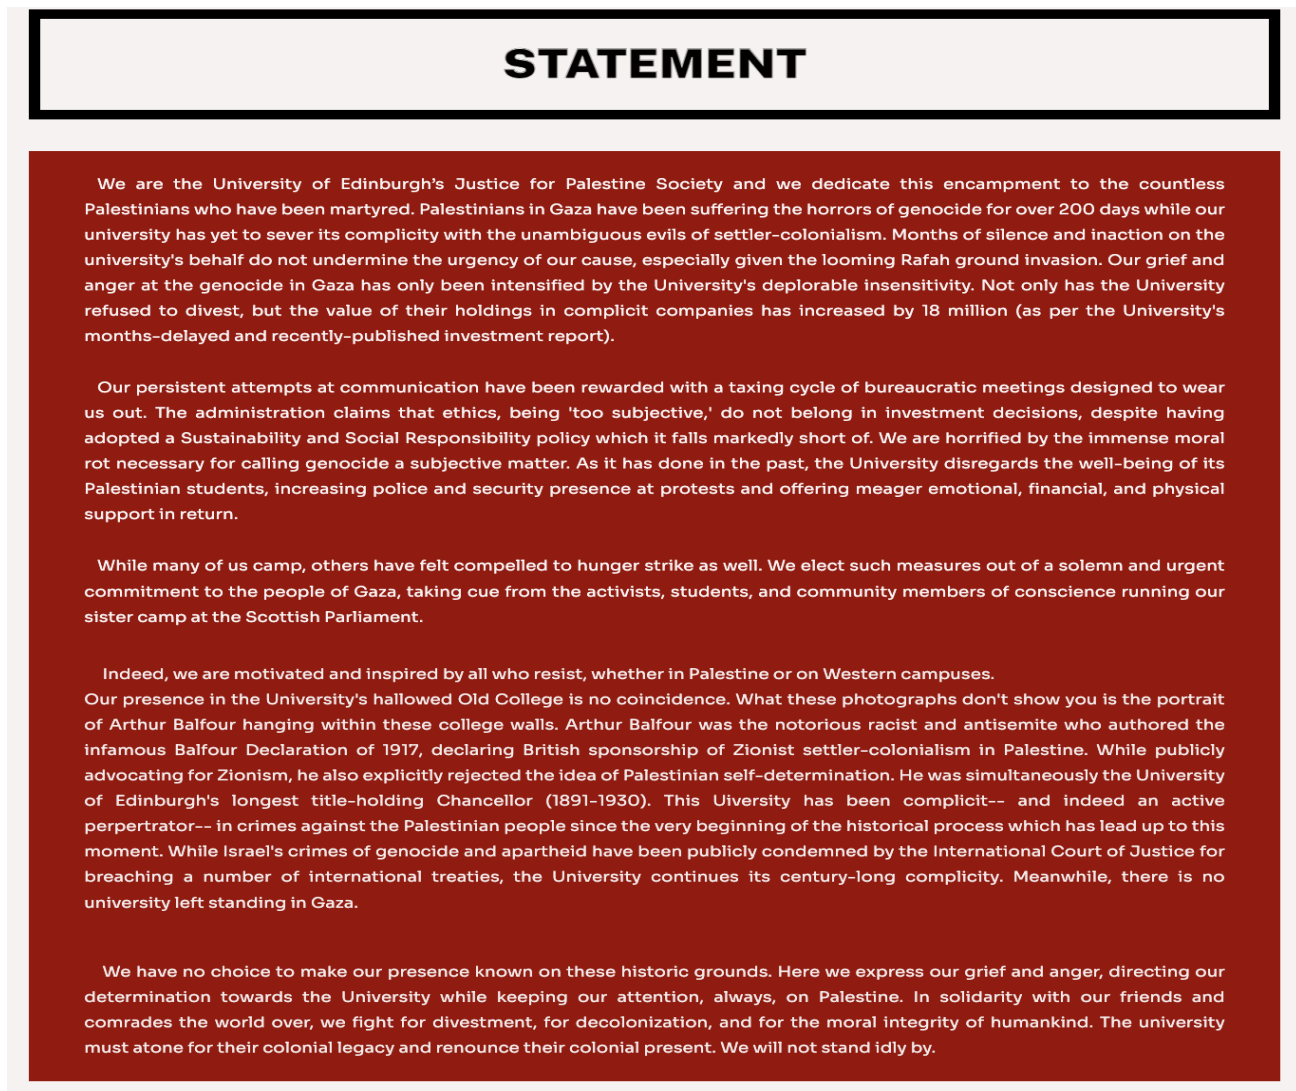 STATEMENT
We are the University of Edinburgh’s Justice for Palestine Society and we dedicate this encampment to the countless
Palestinians who have been martyred. Palestinians in Gaza have been suffering the horrors of genocide for over 200 days while our
university has yet to sever its complicity with the unambiguous evils of settler-colonialism. Months of silence and inaction on the
university's behalf do not undermine the urgency of our cause, especially given the looming Rafah ground invasion. Our grief and
anger at the genocide in Gaza has only been intensified by the University's deplorable insensitivity. Not only has the University
refused to divest, but the value of their holdings in complicit companies has increased by 18 million (as per the University's
months-delayed and recently-published investment report).
Our persistent attempts at communication have been rewarded with a taxing cycle of bureaucratic meetings designed to wear
us out. The administration claims that ethics, being 'too subjective,' do not belong in investment decisions, despite having
adopted a Sustainability and Social Responsibility policy which it falls markedly short of. We are horrified by the immense moral
rot necessary for calling genocide a subjective matter. As it has done in the past, the University disregards the well-being of its
Palestinian students, increasing police and security presence at protests and offering meager emotional, financial, and physical
support in return.
While many of us camp, others have felt compelled to hunger strike as well. We elect such measures out of a solemn and urgent
commitment to the people of Gaza, taking cue from the activists, students, and community members of conscience running our
sister camp at the Scottish Parliament.
Indeed, we are motivated and inspired by all who resist, whether in Palestine or on Western campuses.
Our presence in the University's hallowed Old College is no coincidence. What these photographs don't show you is the portrait
of Arthur Balfour hanging within these college walls. Arthur Balfour was the notorious racist and antisemite who authored the
infamous Balfour Declaration of 1917, declaring British sponsorship of Zionist settler-colonialism in Palestine. While publicly
advocating for Zionism, he also explicitly rejected the idea of Palestinian self-determination. He was simultaneously the University
of Edinburgh's longest title-holding Chancellor (1891-1930). This Uiversity has been complicit-- and indeed an active
perpertrator-- in crimes against the Palestinian people since the very beginning of the historical process which has lead up to this
moment. While Israel's crimes of genocide and apartheid have been publicly condemned by the International Court of Justice for
breaching a number of international treaties, the University continues its century-long complicity. Meanwhile, there is no
university left standing in Gaza.
We have no choice to make our presence known on these historic grounds. Here we express our grief and anger, directing our
determination towards the University while keeping our attention, always, on Palestine. In solidarity with our friends and
comrades the world over, we fight for divestment, for decolonization, and for the moral integrity of humankind. The university
must atone for their colonial legacy and renounce their colonial present. We will not stand idly by.